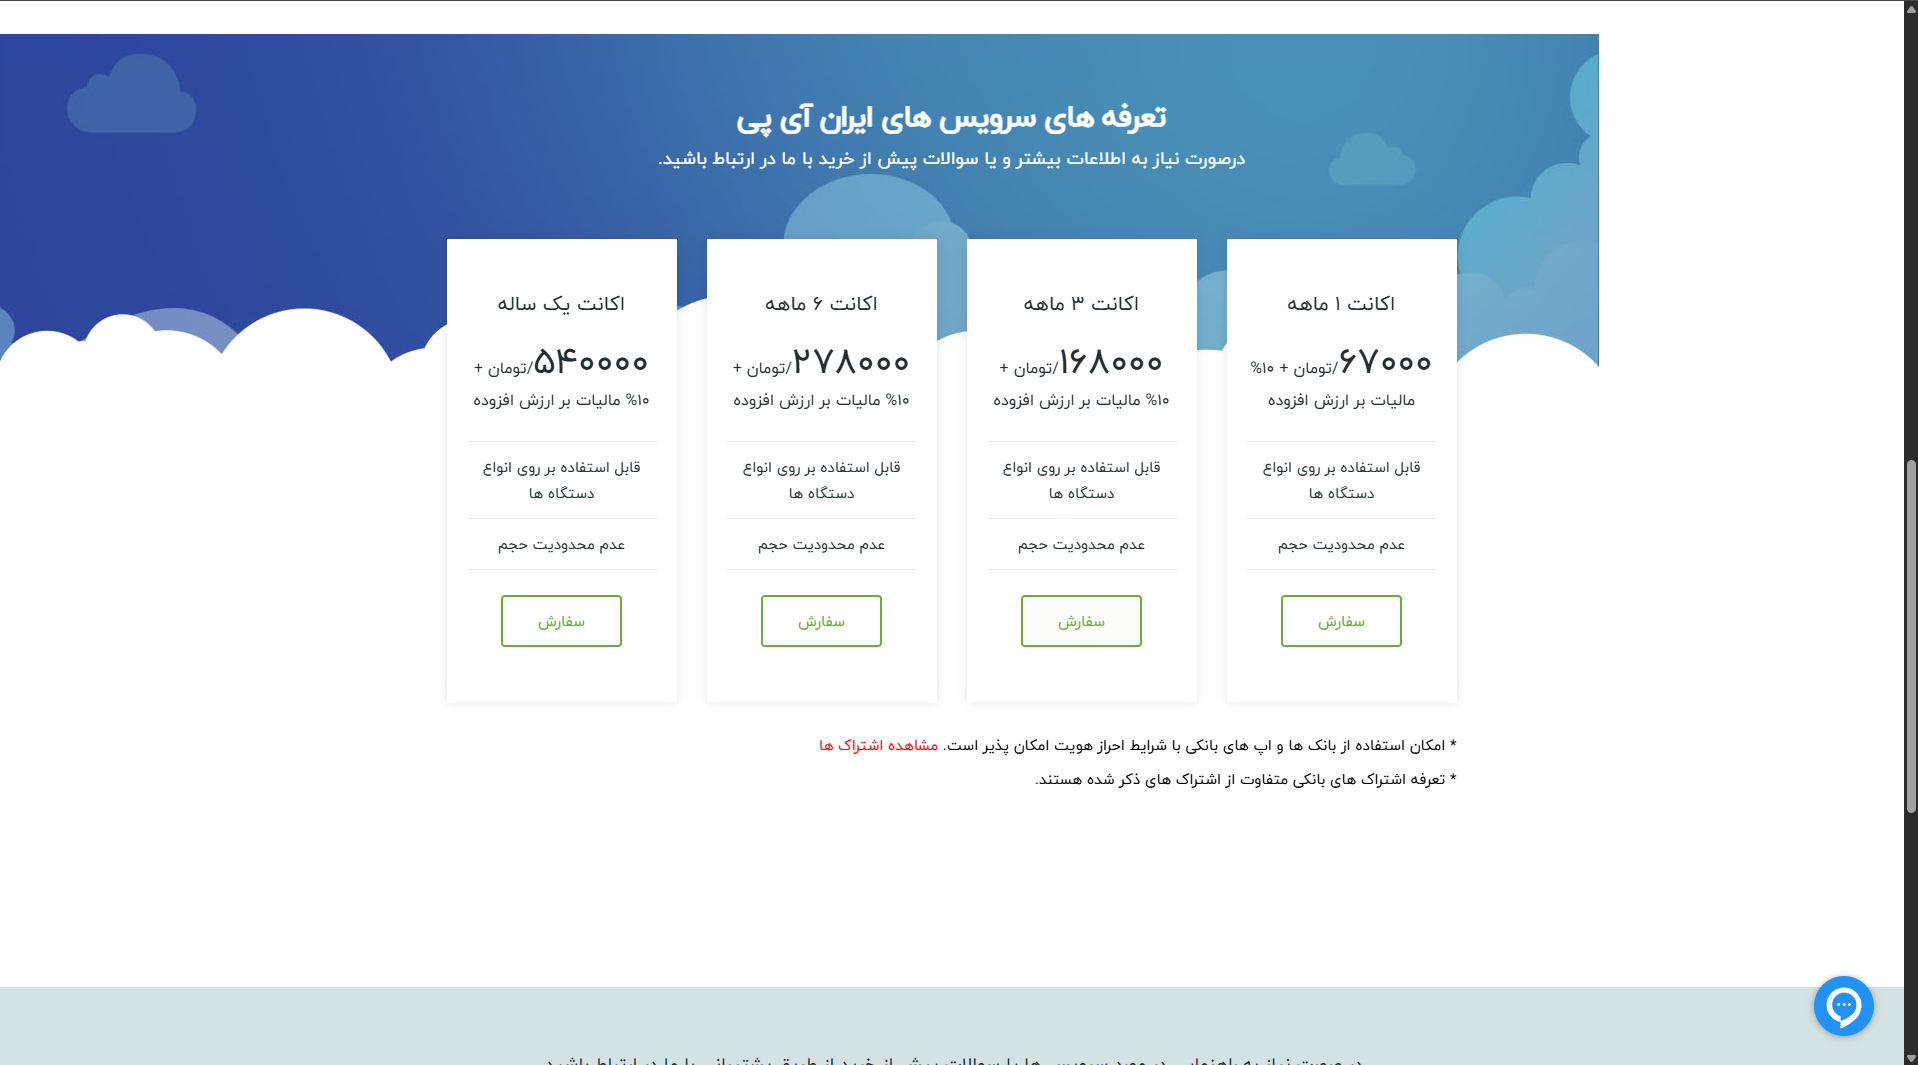 تعرفه های سرویس های ایران آی پی
درصورت نیاز به اطلاعات بیشتر و یا سوالات پیش از خرید با ما در ارتباط باشید.
اکانت ۱ ماهه
۶۷۰۰۰/تومان + ۱۰%
مالیات بر ارزش افزوده
قابل استفاده بر روی انواع
دستگاه ها
عدم محدودیت حجم
سفارش
اکانت ۳ ماهه
۱۶۸۰۰۰/تومان +
۱۰% مالیات بر ارزش افزوده
قابل استفاده بر روی انواع
دستگاه ها
عدم محدودیت حجم
سفارش
اکانت ۶ ماهه
۲۷۸۰۰۰/تومان +
۱۰% مالیات بر ارزش افزوده
قابل استفاده بر روی انواع
دستگاه ها
عدم محدودیت حجم
سفارش
اکانت یک ساله
۵۴۰۰۰۰/تومان +
۱۰% مالیات بر ارزش افزوده
قابل استفاده بر روی انواع
دستگاه ها
عدم محدودیت حجم
سفارش
* امکان استفاده از بانک ها و اپ های بانکی با شرایط احراز هویت امکان پذیر است. مشاهده اشتراک ها
* تعرفه اشتراک های بانکی متفاوت از اشتراک های ذکر شده هستند.